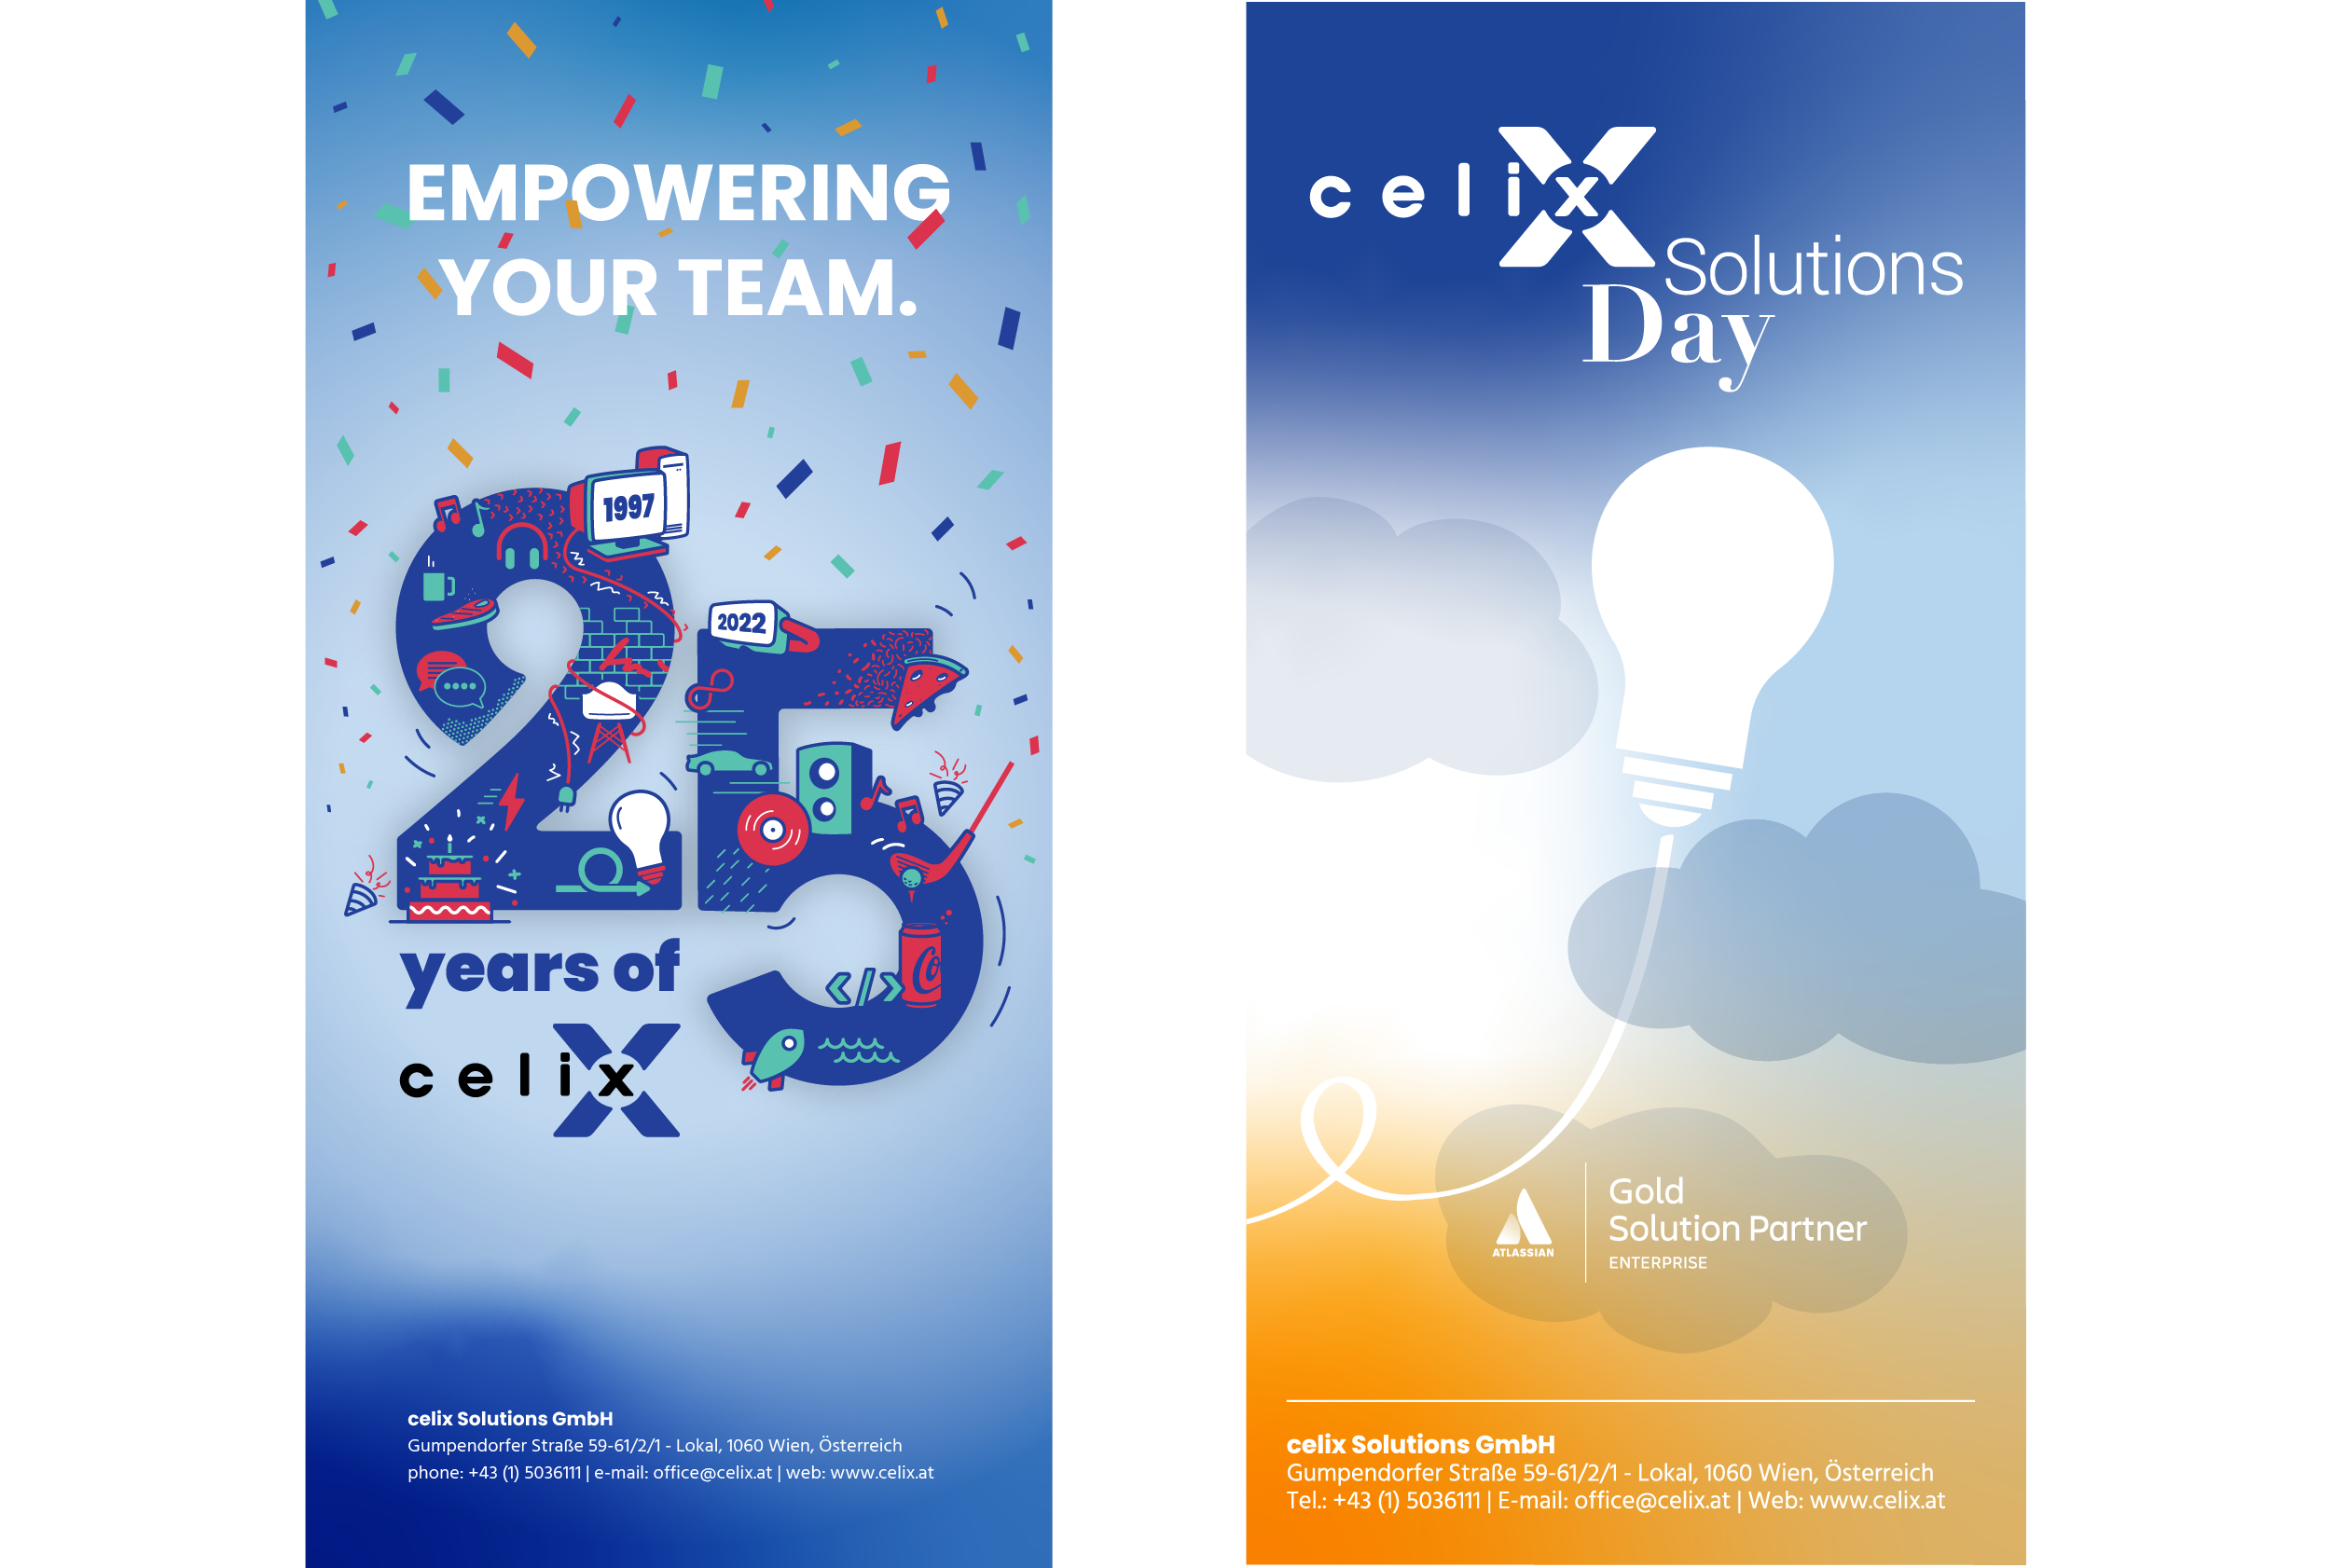 EMPOWERING
YOUR TEAM.
1997
2022
25
Co
</>
years of
celix
celix Solutions GmbH
Gumpendorfer Straße 59-61/2/1 - Lokal, 1060 Wien, Österreich
phone: +43 (1) 5036111 | e-mail: office@celix.at | web: www.celix.at
celix
Solutions
Day
ATLASSIAN
Gold
Solution Partner
ENTERPRISE
celix Solutions GmbH
Gumpendorfer Straße 59-61/2/1 - Lokal, 1060 Wien, Österreich
Tel.: +43 (1) 5036111 | E-mail: office@celix.at | Web: www.celix.at